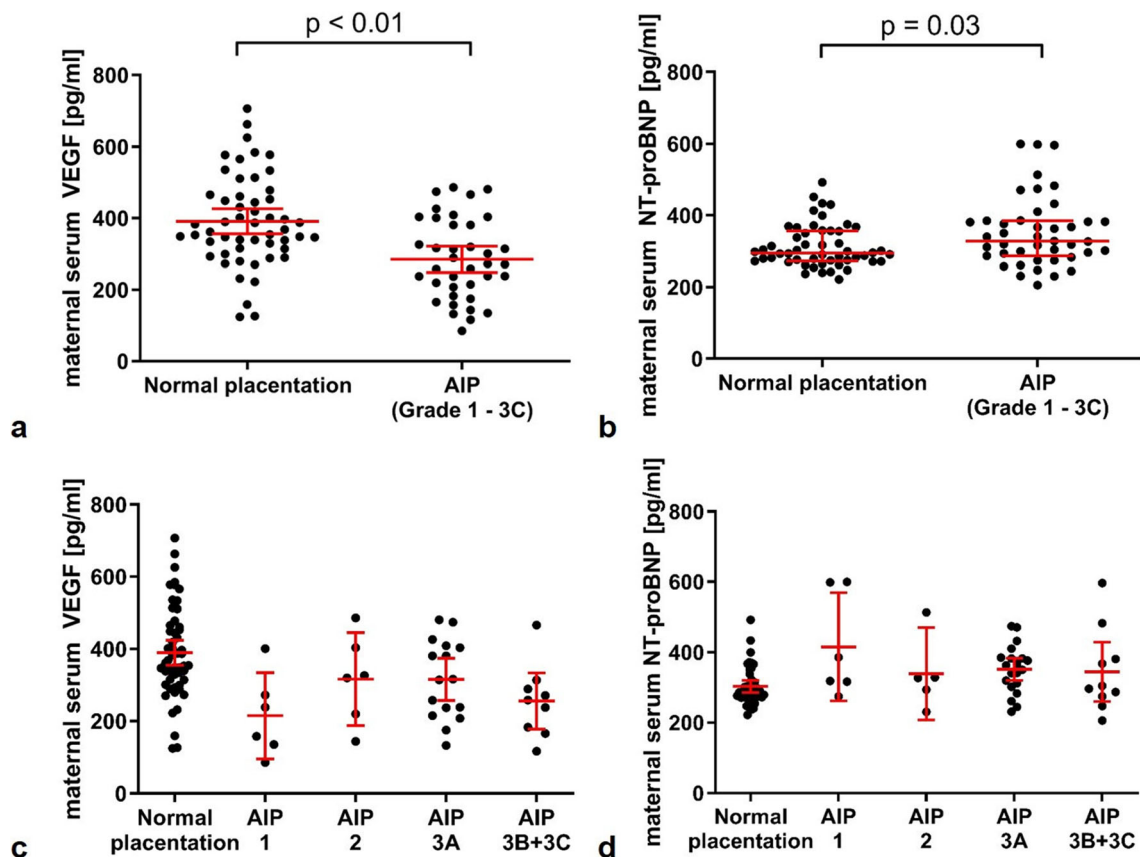 p < 0.01
maternal serum VEGF [pg/ml]
800
600
400
200
0
Normal placentation
AIP
(Grade 1 - 3C)
a
p = 0.03
maternal serum NT-proBNP [pg/ml]
800
600
400
200
0
Normal placentation
AIP
(Grade 1 - 3C)
b
maternal serum VEGF [pg/ml]
800
600
400
200
0
Normal
placentation
AIP
1
AIP
2
AIP
3A
AIP
3B+3C
c
maternal serum NT-proBNP [pg/ml]
800
600
400
200
0
Normal
placentation
AIP
1
AIP
2
AIP
3A
AIP
3B+3C
d